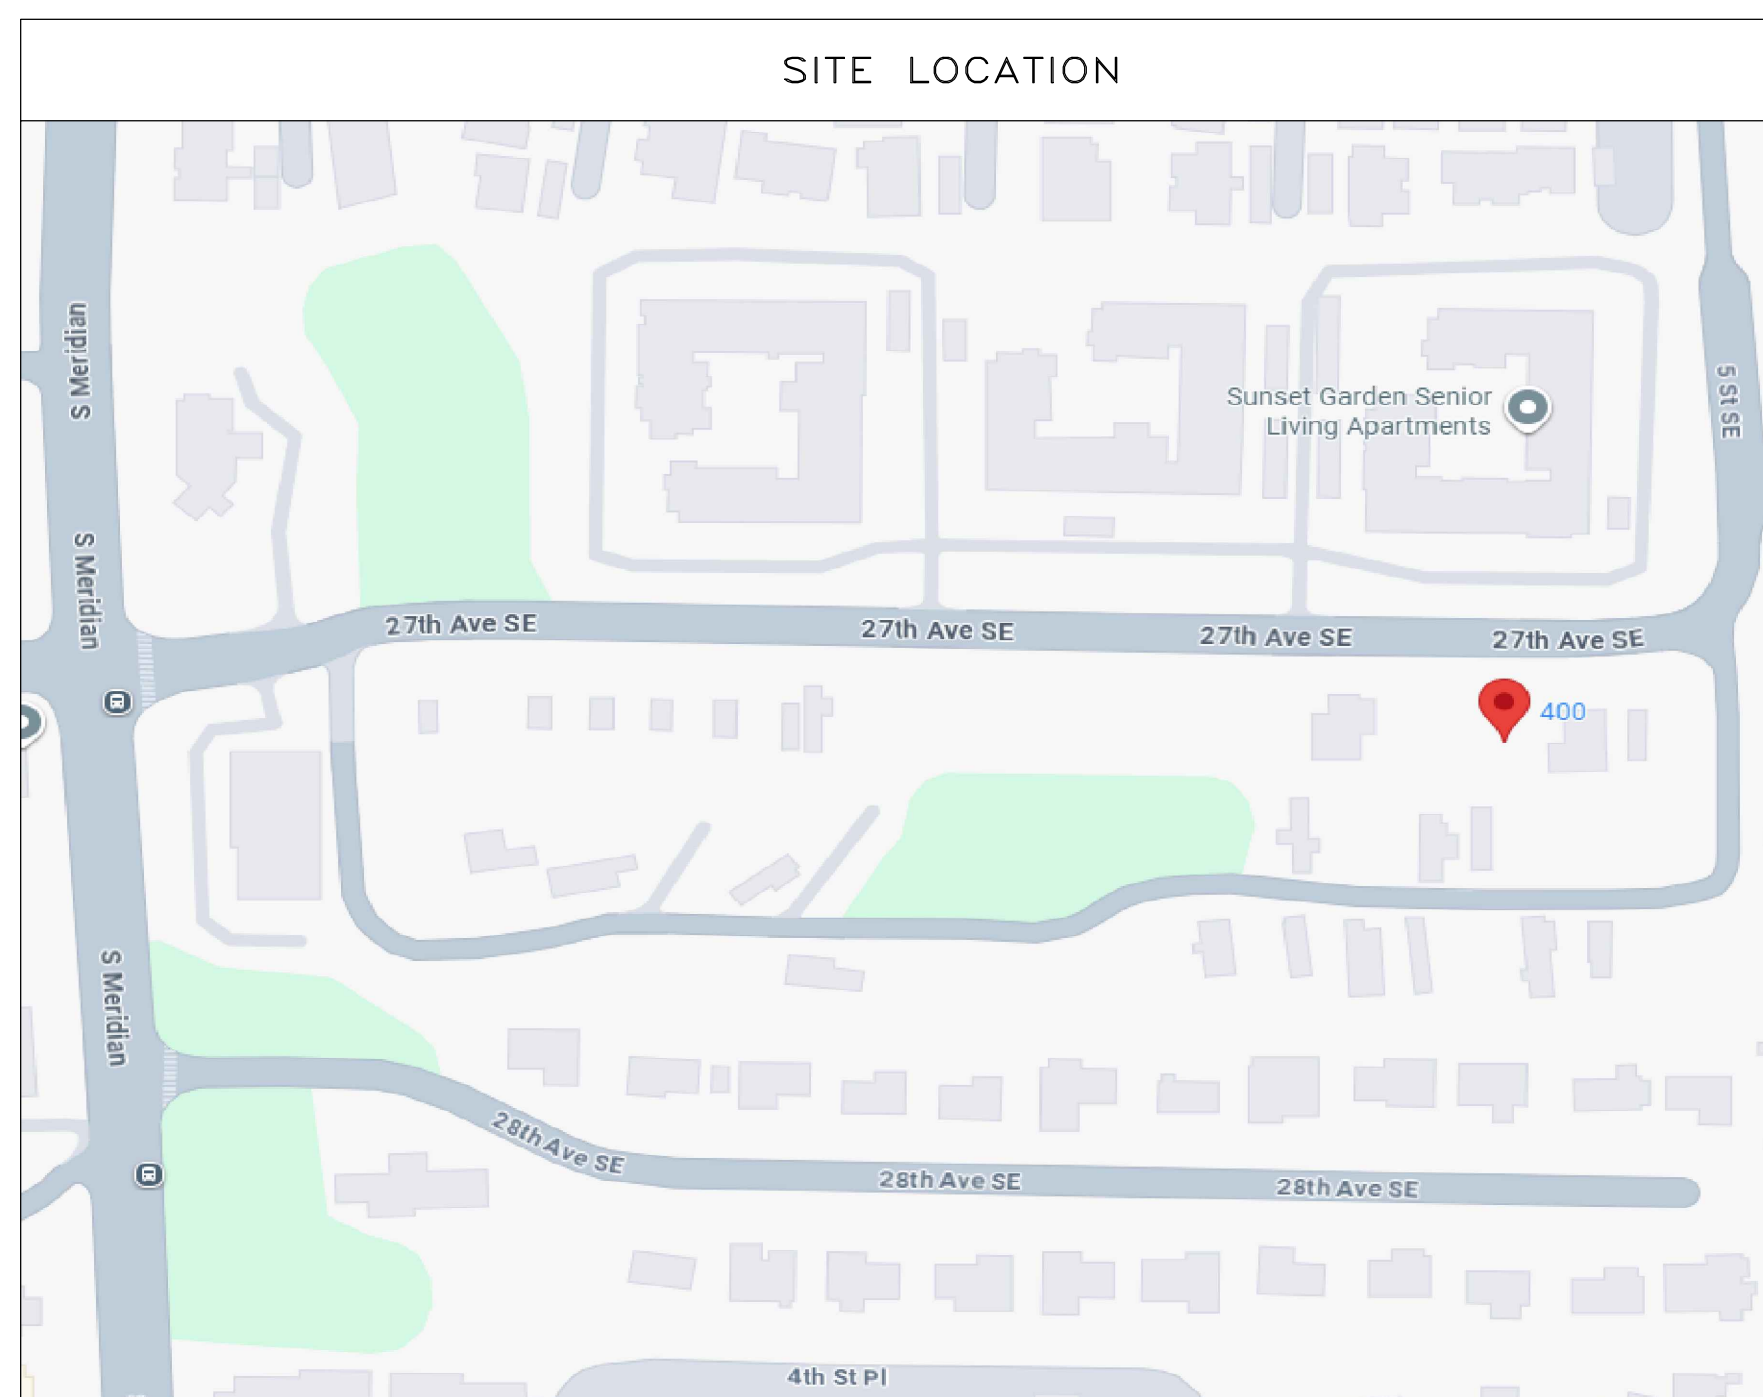 SITE LOCATION
S Meridian
Sunset Garden Senior
Living Apartments
5 St SE
S Meridian
27th Ave SE
27th Ave SE
27th Ave SE
27th Ave SE
400
S Meridian
28th Ave SE
28th Ave SE
28th Ave SE
4th St Pl